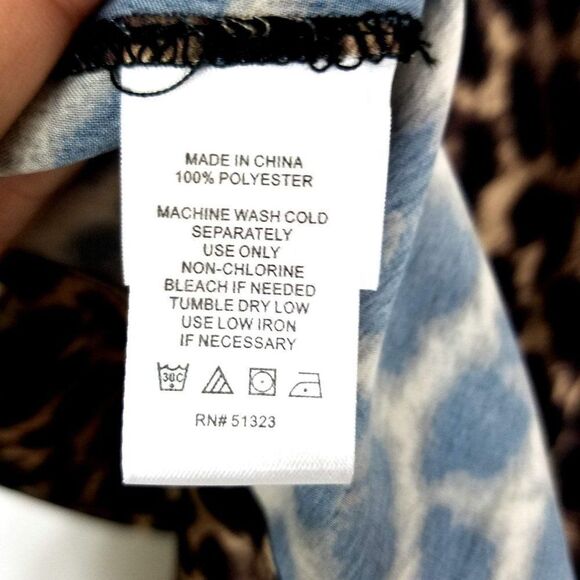 MADE IN CHINA
100% POLYESTER
MACHINE WASH COLD
SEPARATELY
USE ONLY
NON-CHLORINE
BLEACH IF NEEDED
TUMBLE DRY LOW
USE LOW IRON
IF NECESSARY
30C
RN# 51323